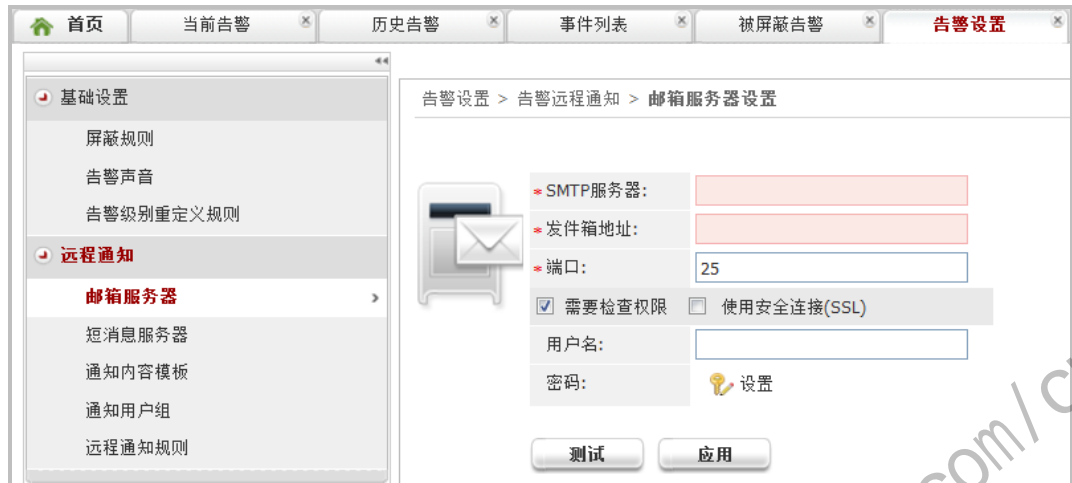 首页 当前告警 历史告警 事件列表 被屏蔽告警 告警设置
基础设置
屏蔽规则
告警声音
告警级别重定义规则
远程通知
邮箱服务器
短消息服务器
通知内容模板
通知用户组
远程通知规则
告警设置 > 告警远程通知 > 邮箱服务器设置
* SMTP服务器:
* 发件箱地址:
* 端口: 25
需要检查权限 使用安全连接(SSL)
用户名:
密码: 设置
测试 应用
com/c